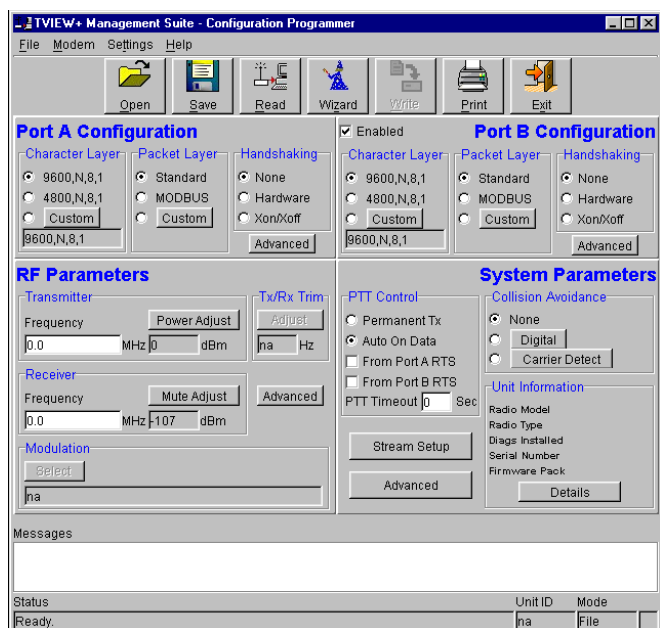 TVIEW+ Management Suite - Configuration Programmer
File Modem Settings Help
Open Save Read Wizard Write Print Exit
Port A Configuration
Character Layer
9600,N,8,1
4800,N,8,1
Custom
9600,N,8,1
Packet Layer
Standard
MODBUS
Custom
Handshaking
None
Hardware
Xon/Xoff
Advanced
Enabled
Port B Configuration
Character Layer
9600,N,8,1
4800,N,8,1
Custom
9600,N,8,1
Packet Layer
Standard
MODBUS
Custom
Handshaking
None
Hardware
Xon/Xoff
Advanced
RF Parameters
Transmitter
Frequency
Power Adjust
0.0 MHz 0 dBm
Tx/Rx Trim
Adjust
na Hz
Receiver
Frequency
Mute Adjust
0.0 MHz -107 dBm
Advanced
Modulation
Select
na
System Parameters
PTT Control
Permanent Tx
Auto On Data
From Port A RTS
From Port B RTS
PTT Timeout 0 Sec
Stream Setup
Advanced
Collision Avoidance
None
Digital
Carrier Detect
Unit Information
Radio Model
Radio Type
Diags Installed
Serial Number
Firmware Pack
Details
Messages
Status Unit ID Mode
Ready. na File